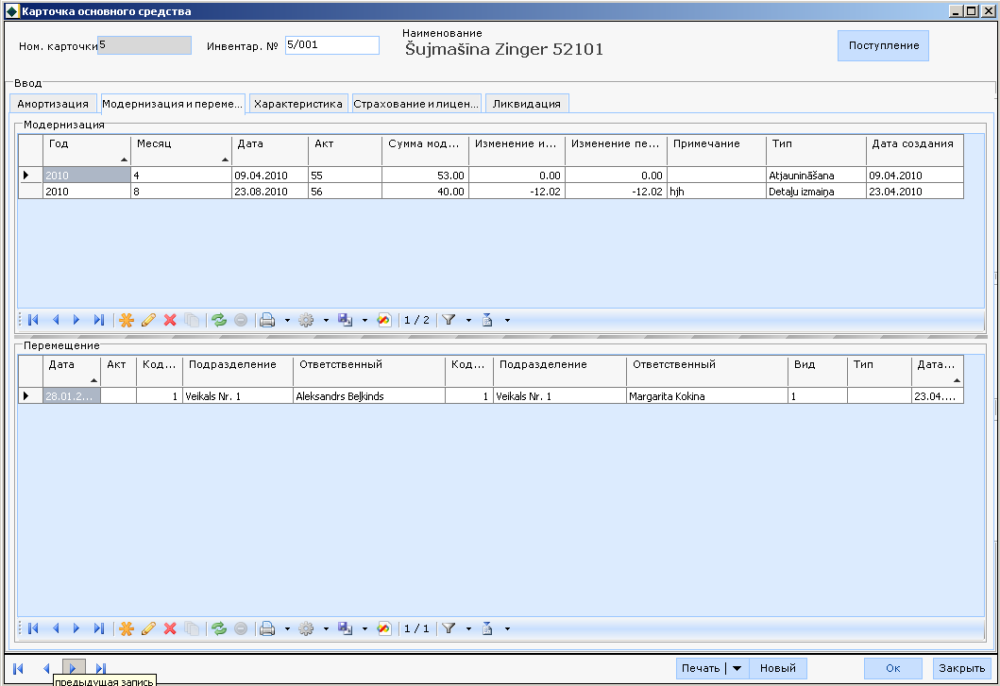 Карточка основного средства
Ном. карточки 5 Инвентар. № 5/001
Наименование
Šujmašīna Zinger 52101
Поступление
Ввод
Амортизация Модернизация и переме... Характеристика Страхование и лицен... Ликвидация
Модернизация
Год Месяц Дата Акт Сумма мод... Изменение и... Изменение пе... Примечание Тип Дата создания
2010 4 09.04.2010 55 53.00 0.00 0.00 Atjaunināšana 09.04.2010
2010 8 23.08.2010 56 40.00 -12.02 -12.02 hjh Detaļu izmaiņa 23.04.2010
1 / 2
Перемещение
Дата Акт Код... Подразделение Ответственный Код... Подразделение Ответственный Вид Тип Дата...
28.01.2... 1 Veikals Nr. 1 Aleksandrs Beļkinds 1 Veikals Nr. 1 Margarita Kokina 1 23.04....
1 / 1
Печать Новый Ок Закрыть
предыдущая запись